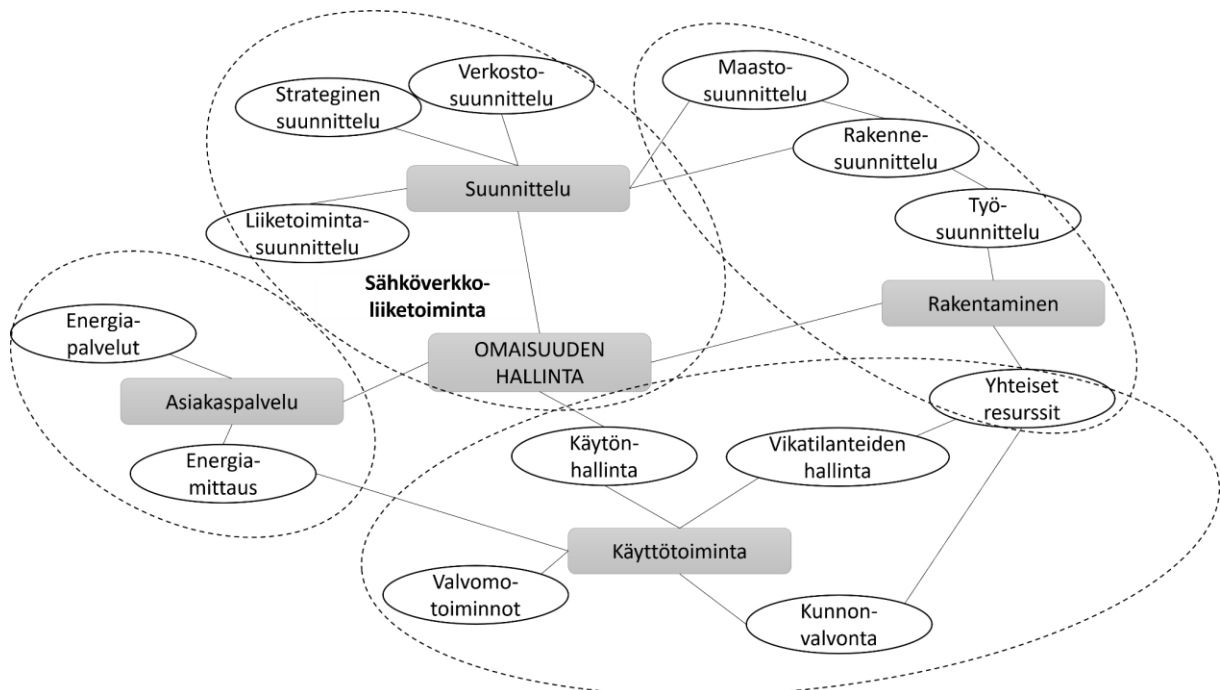 Verkosto-
suunnittelu
Strateginen
suunnittelu
Maasto-
suunnittelu
Rakenne-
suunnittelu
Suunnittelu
Liiketoiminta-
suunnittelu
Työ-
suunnittelu
Sähköverkko-
liiketoiminta
Rakentaminen
Energia-
palvelut
OMAISUUDEN
HALLINTA
Asiakaspalvelu
Yhteiset
resurssit
Käytön-
hallinta
Vikatilanteiden
hallinta
Energia-
mittaus
Käyttötoiminta
Valvomo-
toiminnot
Kunnon-
valvonta